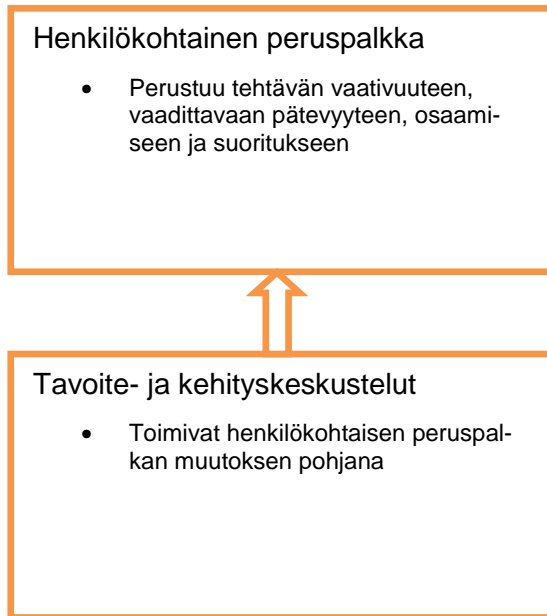 Henkilökohtainen peruspalkka
• Perustuu tehtävän vaativuuteen,
vaadittavaan pätevyyteen, osaami-
seen ja suoritukseen
Tavoite- ja kehityskeskustelut
• Toimivat henkilökohtaisen peruspal-
kan muutoksen pohjana